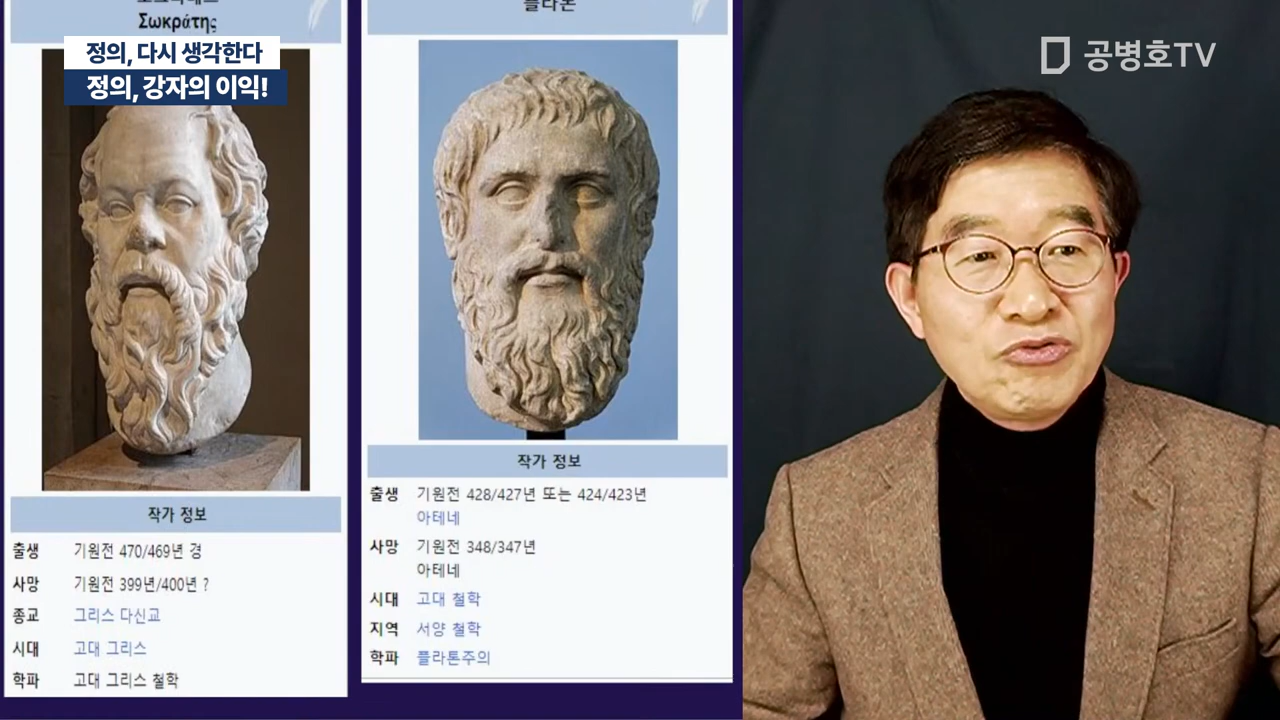 Σωκράτης
정의, 다시 생각한다
정의, 강자의 이익!
작가 정보
출생 기원전 470/469년 경
사망 기원전 399년/400년 ?
종교 그리스 다신교
시대 고대 그리스
학파 고대 그리스 철학
플라톤
작가 정보
출생 기원전 428/427년 또는 424/423년
아테네
사망 기원전 348/347년
아테네
시대 고대 철학
지역 서양 철학
학파 플라톤주의
공병호TV